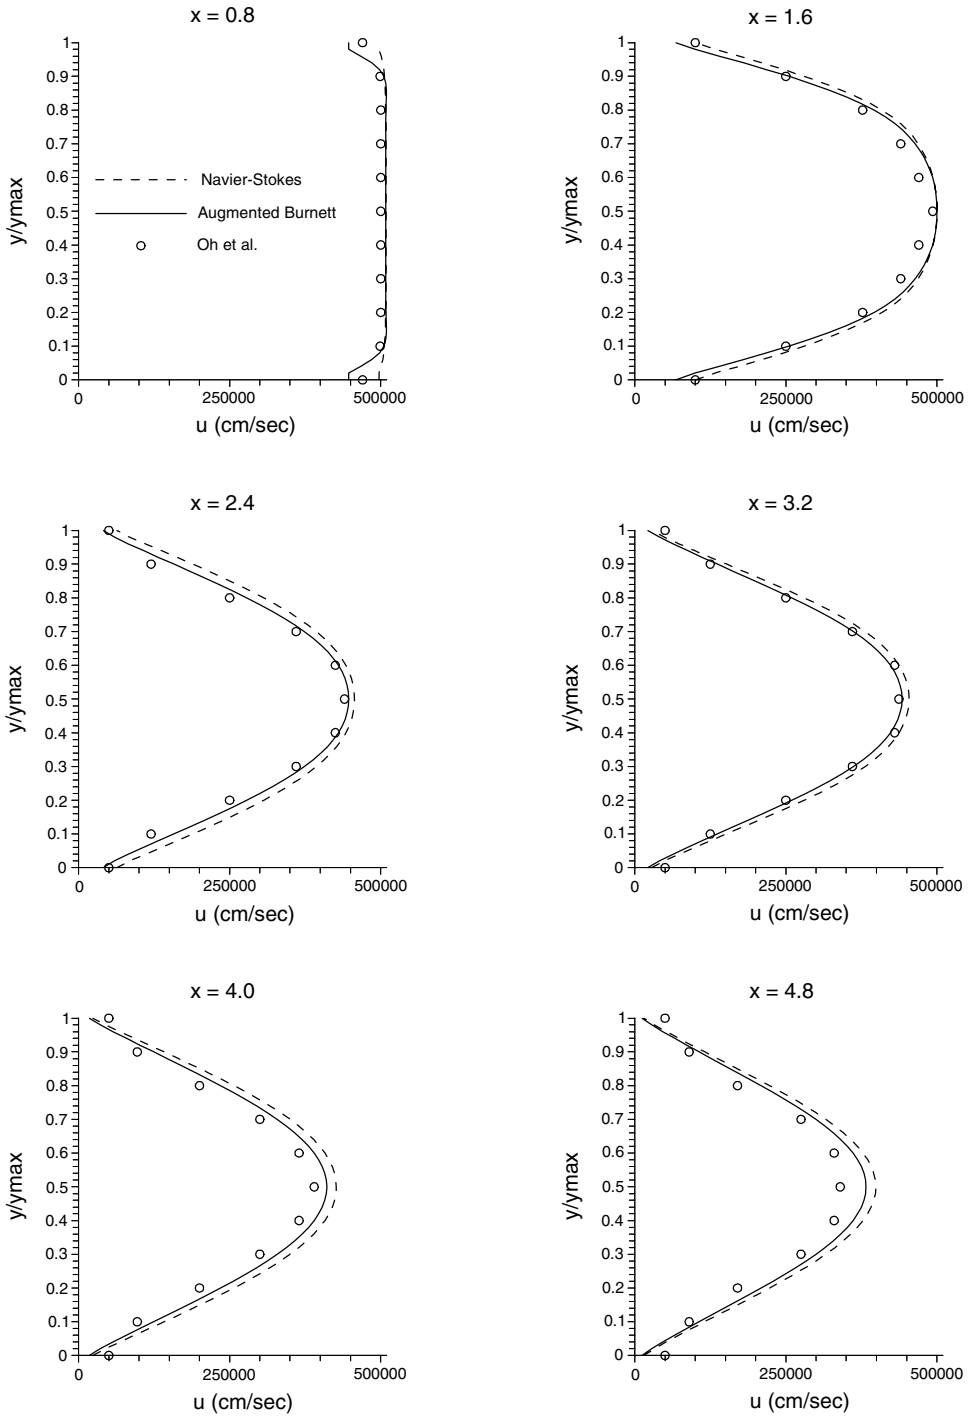 x = 0.8
1
0.9
0.8
0.7
0.6
0.5
0.4
0.3
0.2
0.1
0
y/ymax
Navier-Stokes
Augmented Burnett
Oh et al.
0 250000 500000
u (cm/sec)
x = 1.6
1
0.9
0.8
0.7
0.6
0.5
0.4
0.3
0.2
0.1
0
y/ymax
0 250000 500000
u (cm/sec)
x = 2.4
1
0.9
0.8
0.7
0.6
0.5
0.4
0.3
0.2
0.1
0
y/ymax
0 250000 500000
u (cm/sec)
x = 3.2
1
0.9
0.8
0.7
0.6
0.5
0.4
0.3
0.2
0.1
0
y/ymax
0 250000 500000
u (cm/sec)
x = 4.0
1
0.9
0.8
0.7
0.6
0.5
0.4
0.3
0.2
0.1
0
y/ymax
0 250000 500000
u (cm/sec)
x = 4.8
1
0.9
0.8
0.7
0.6
0.5
0.4
0.3
0.2
0.1
0
y/ymax
0 250000 500000
u (cm/sec)